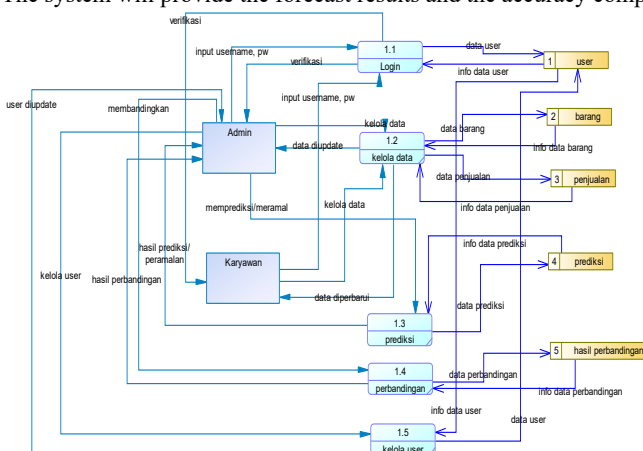 The system will provide the forecast results and the accuracy comp
verifikasi
input username, pw
verifikasi
1.1
Login
data user
info data user
1 user
user diupdate
membandingkan
input username, pw
kelola data
Admin
1.2
kelola data
data barang
2 barang
info data barang
data diupdate
data penjualan
3 penjualan
info data penjualan
kelola data
memprediksi/meramal
hasil prediksi/
peramalan
kelola user
hasil perbandingan
Karyawan
info data prediksi
4 prediksi
data diperbarui
data prediksi
1.3
prediksi
5 hasil perbandingan
1.4
perbandingan
data perbandingan
info data perbandingan
info data user
data user
1.5
kelola user